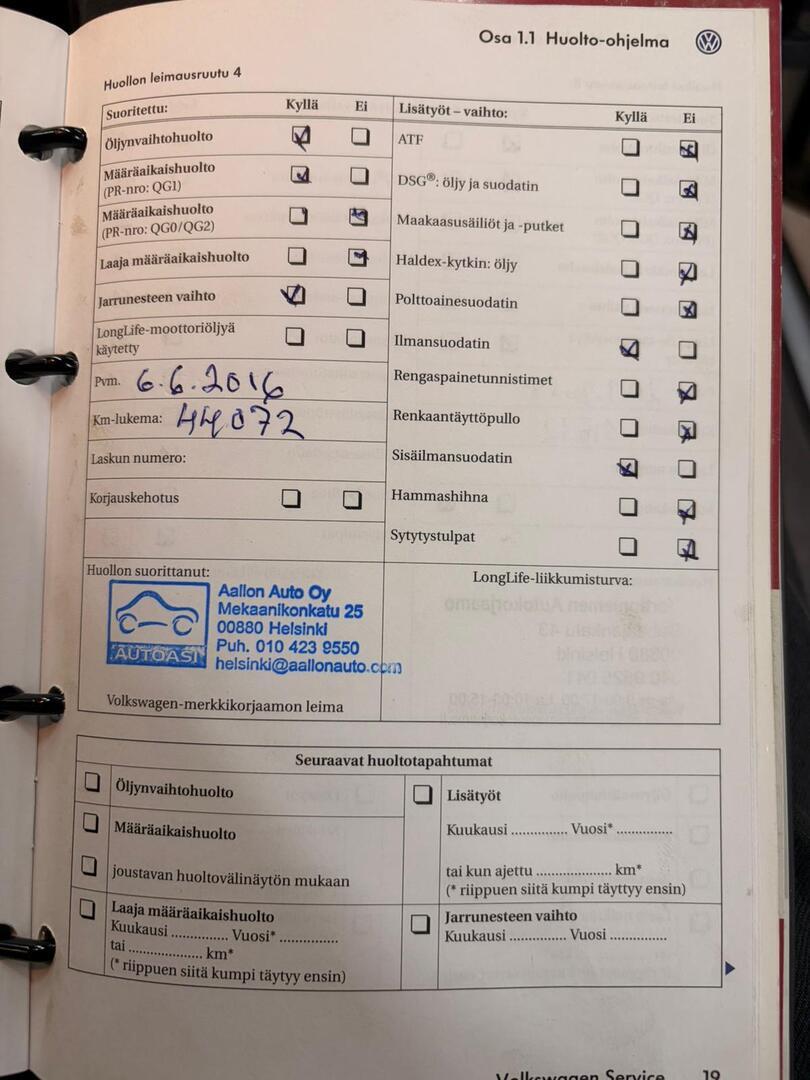 Osa 1.1 Huolto-ohjelma
Huollon leimausruutu 4
Suoritettu: Kyllä Ei
Öljynvaihtohuolto
Määräaikaishuolto
(PR-nro: QG1)
Määräaikaishuolto
(PR-nro: QG0/QG2)
Laaja määräaikaishuolto
Jarrunesteen vaihto
LongLife-moottoriöljyä
käytetty
Pvm. 6.6.2016
Km-lukema: 44072
Laskun numero:
Korjauskehotus
Lisätyöt – vaihto: Kyllä Ei
ATF
DSG®: öljy ja suodatin
Maakaasusäiliöt ja -putket
Haldex-kytkin: öljy
Polttoainesuodatin
Ilmansuodatin
Rengaspainetunnistimet
Renkaantäyttöpullo
Sisäilmansuodatin
Hammashihna
Sytytystulpat
Huollon suorittanut:
AUTOASI
Aallon Auto Oy
Mekaanikonkatu 25
00880 Helsinki
Puh. 010 423 9550
helsinki@aallonauto.com
Volkswagen-merkkikorjaamon leima
LongLife-liikkumisturva:
Seuraavat huoltotapahtumat
Öljynvaihtohuolto
Määräaikaishuolto
joustavan huoltovälinäytön mukaan
Laaja määräaikaishuolto
Kuukausi ............... Vuosi* ...............
tai .................... km*
(* riippuen siitä kumpi täytyy ensin)
Lisätyöt
Kuukausi ............... Vuosi* ...............
tai kun ajettu .................... km*
(* riippuen siitä kumpi täyttyy ensin)
Jarrunesteen vaihto
Kuukausi ............... Vuosi ...............
Volkswagen Service 19